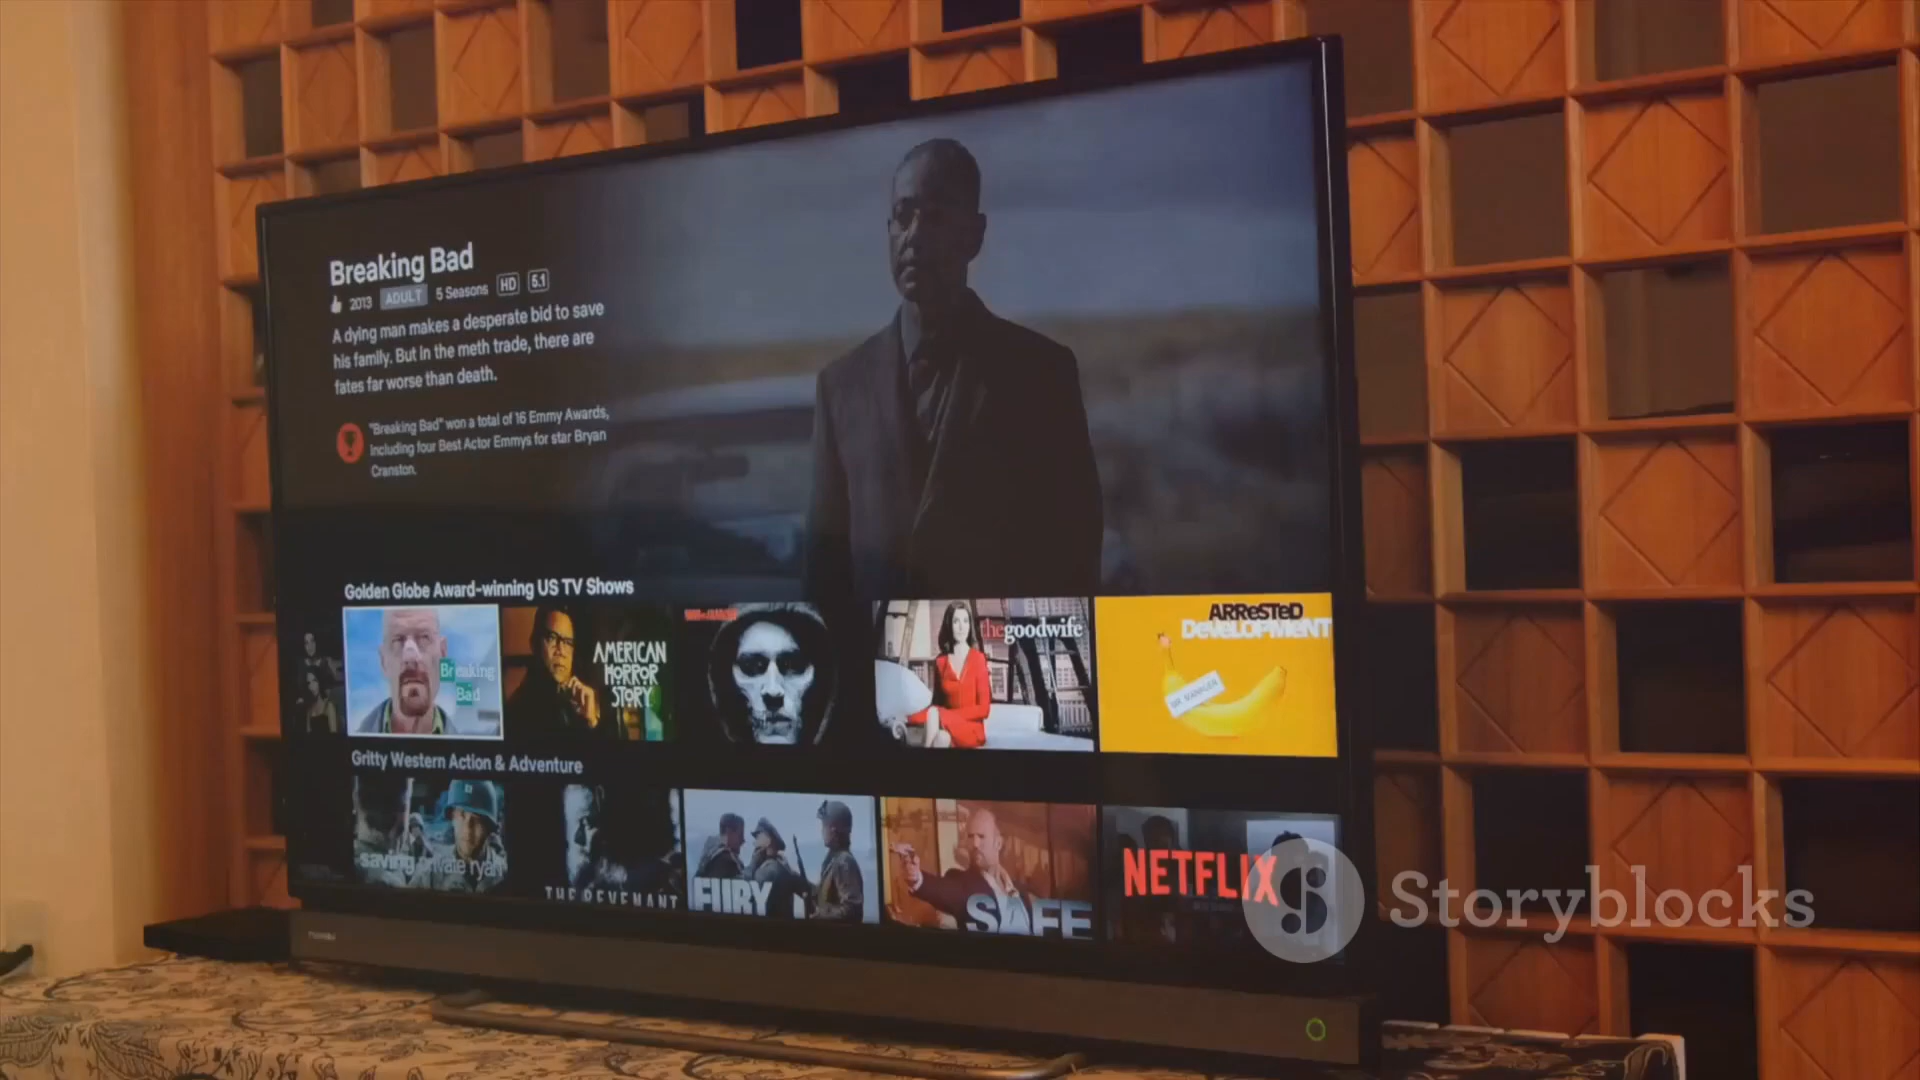 Breaking Bad
2013 ADULT 5 Seasons HD 5.1
A dying man makes a desperate bid to save
his family. But in the meth trade, there are
fates far worse than death.
"Breaking Bad" won a total of 16 Emmy Awards,
including four Best Actor Emmys for star Bryan
Cranston.
Golden Globe Award-winning US TV Shows
Breaking
Bad
AMERICAN
HORROR
STORY
thegoodwife
ARReSTeD
DeVeLOPMeNT
Gritty Western Action & Adventure
saving private ryan
THE REVENANT
FURY
SAFE
NETFLIX
Storyblocks
TOSHIBA